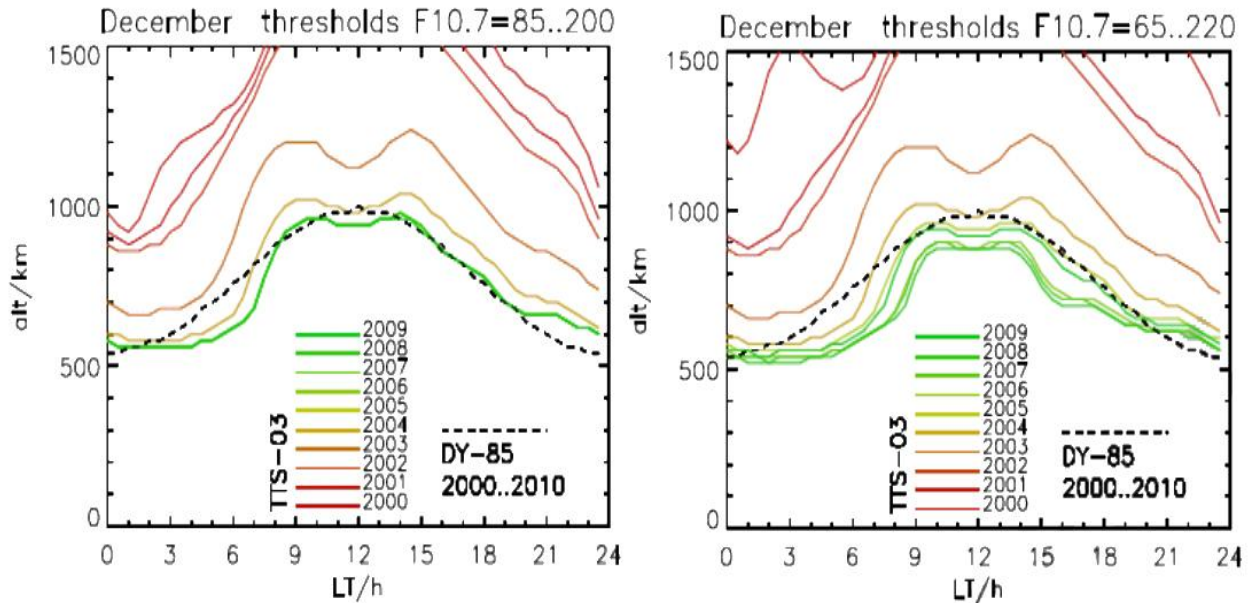 December thresholds F10.7=85..200
1500
1000
500
0
alt/km
2009
2008
2007
2006
2005
2004
2003
2002
2001
2000
TTS-03
DY-85
2000..2010
0 3 6 9 12 15 18 21 24
LT/h
December thresholds F10.7=65..220
1500
1000
500
0
alt/km
2009
2008
2007
2006
2005
2004
2003
2002
2001
2000
TTS-03
DY-85
2000..2010
0 3 6 9 12 15 18 21 24
LT/h